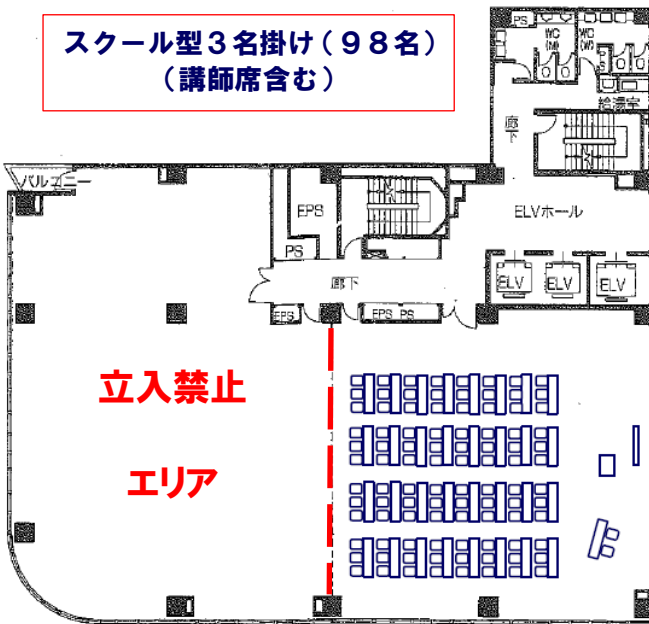 スクール型３名掛け（９８名）
（講師席含む）
PS
WC
(M)
WC
(W)
給湯室
廊下
バルコニー
EPS
PS
ELVホール
廊下
ELV
ELV
ELV
EPS
EPS PS
立入禁止
エリア